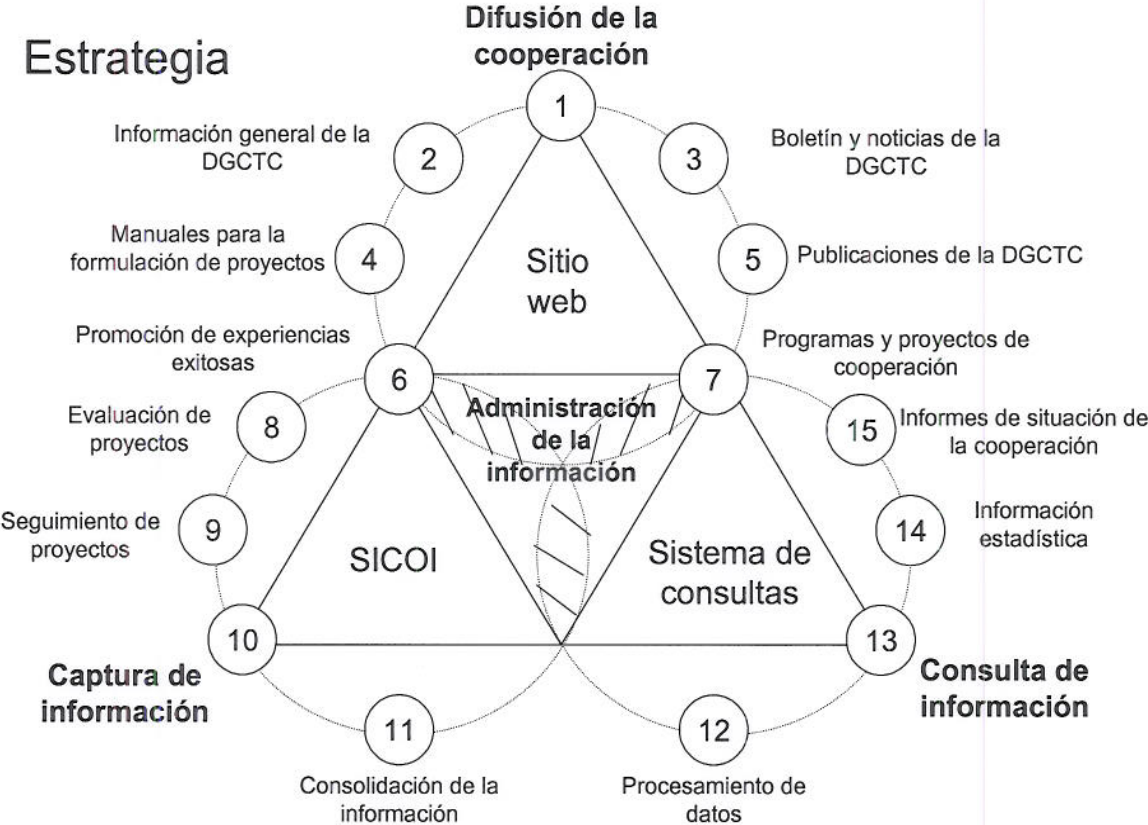 Estrategia
Difusión de la
cooperación
1
Información general de la
DGCTC
2
3
Boletín y noticias de la
DGCTC
Manuales para la
formulación de proyectos
4
Sitio
web
5
Publicaciones de la DGCTC
Promoción de experiencias
exitosas
6
7
Programas y proyectos de
cooperación
Administración
de la
información
Evaluación de
proyectos
8
15
Informes de situación de
la cooperación
Seguimiento de
proyectos
9
SICOI
Sistema de
consultas
14
Información
estadística
10
13
Captura de
información
Consulta de
información
11
12
Consolidación de la
información
Procesamiento de
datos